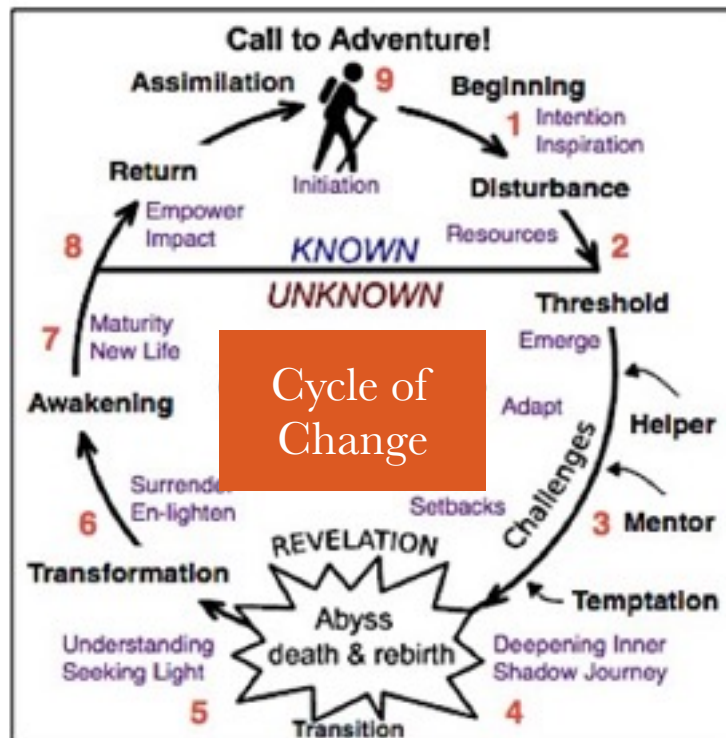 Call to Adventure!
Assimilation
9
Beginning
1
Intention
Inspiration
Initiation
Return
Disturbance
Empower
Impact
Resources
8
KNOWN
2
UNKNOWN
Threshold
7
Maturity
New Life
Emerge
Cycle of
Change
Awakening
Adapt
Helper
Challenges
Surrender
En-lighten
6
Setbacks
3
Mentor
REVELATION
Transformation
Temptation
Abyss
death & rebirth
Understanding
Seeking Light
Deepening Inner
Shadow Journey
5
4
Transition